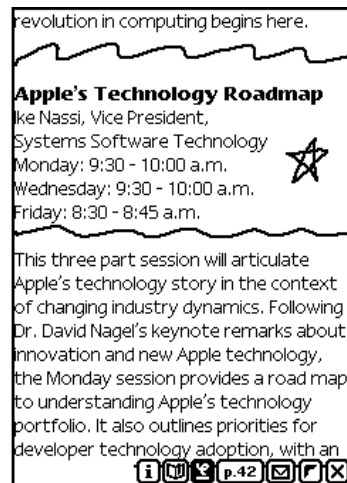 revolution in computing begins here.
Apple's Technology Roadmap
Ike Nassi, Vice President,
Systems Software Technology
Monday: 9:30 - 10:00 a.m.
Wednesday: 9:30 - 10:00 a.m.
Friday: 8:30 - 8:45 a.m.
This three part session will articulate
Apple's technology story in the context
of changing industry dynamics. Following
Dr. David Nagel's keynote remarks about
innovation and new Apple technology,
the Monday session provides a road map
to understanding Apple's technology
portfolio. It also outlines priorities for
developer technology adoption, with an
i p.42